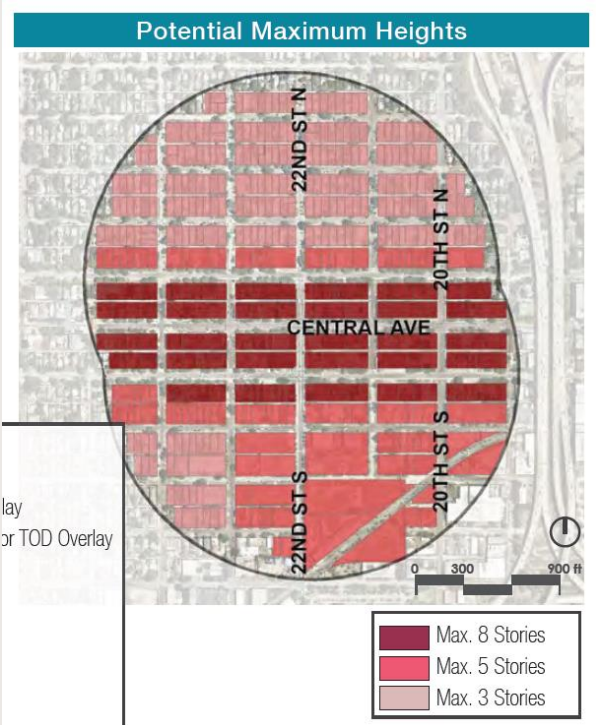 Potential Maximum Heights
22ND ST N
20TH ST N
CENTRAL AVE
20TH ST S
22ND ST S
lay
or TOD Overlay
0 300 900 ft
Max. 8 Stories
Max. 5 Stories
Max. 3 Stories